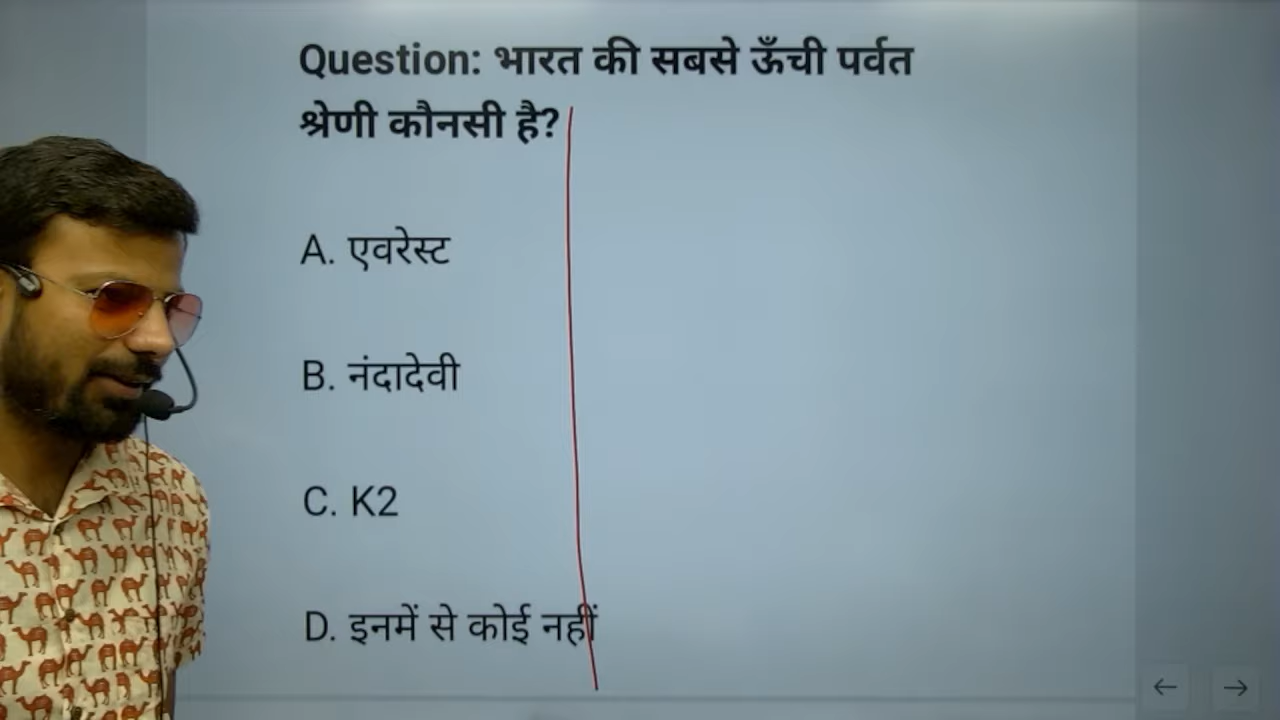 Question: भारत की सबसे ऊँची पर्वत
श्रेणी कौनसी है?
A. एवरेस्ट
B. नंदादेवी
C. K2
D. इनमें से कोई नहीं